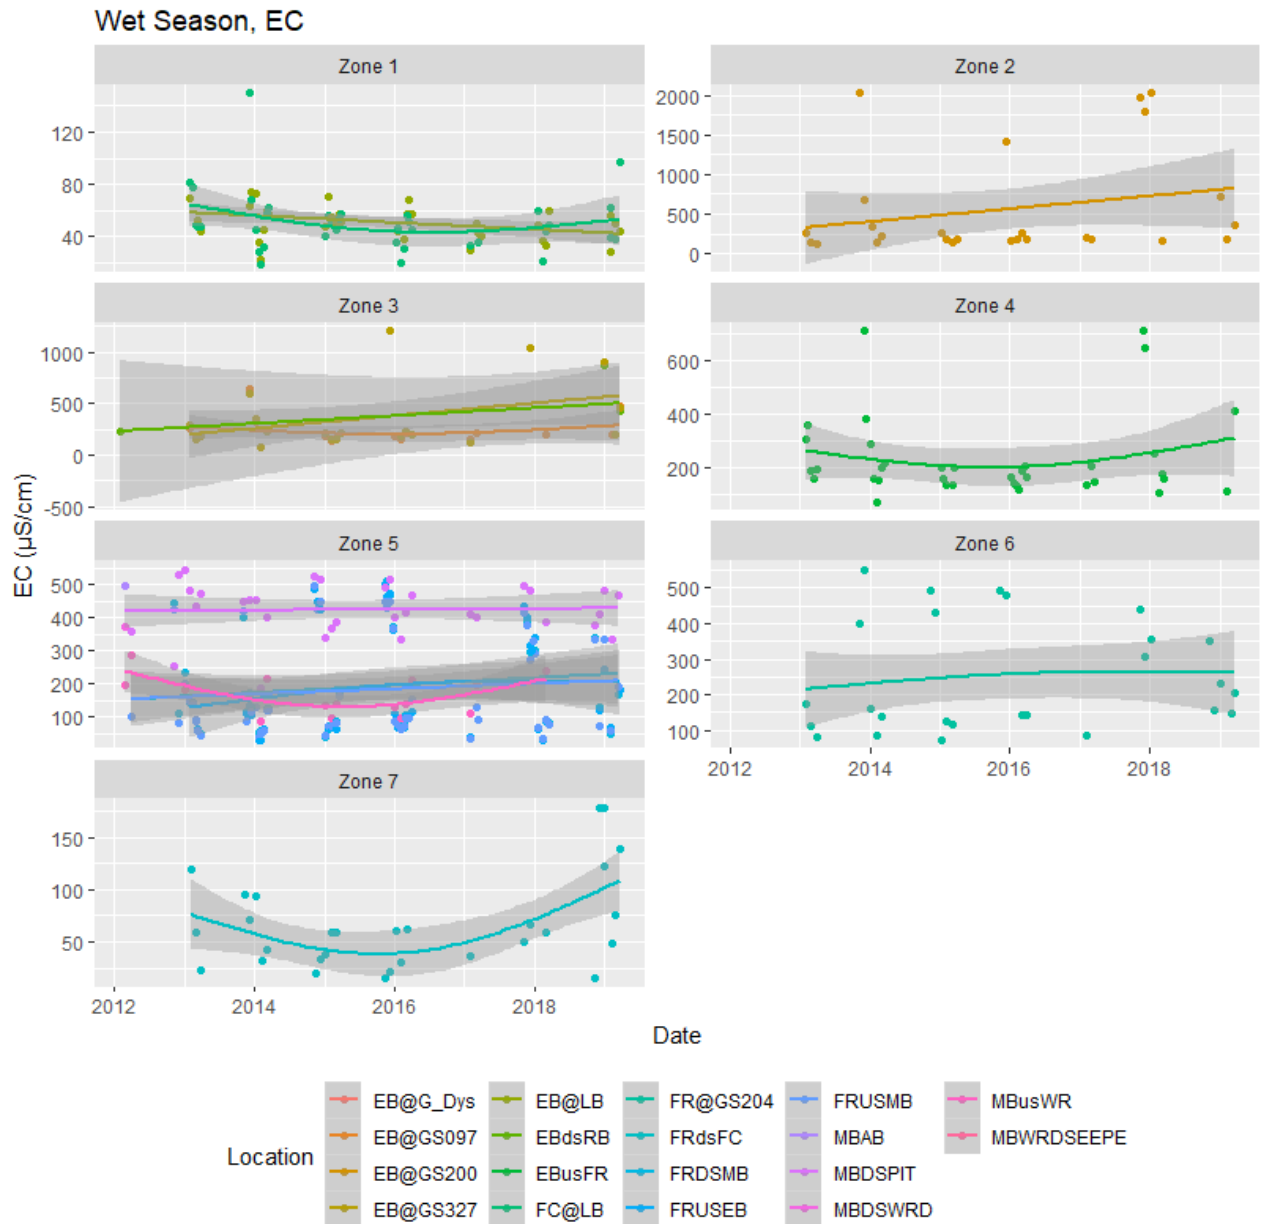 Wet Season, EC
Zone 1
Zone 2
120
80
40
2000
1500
1000
500
0
Zone 3
Zone 4
1000
500
0
-500
600
400
200
Zone 5
Zone 6
500
400
300
200
100
500
400
300
200
100
2012 2014 2016 2018
Zone 7
150
100
50
2012 2014 2016 2018
EC (µS/cm)
Date
Location
EB@G_Dys EB@LB FR@GS204 FRUSMB MBusWR
EB@GS097 EBdsRB FRdsFC MBAB MBWRDSEEPE
EB@GS200 EBusFR FRDSMB MBDSPIT
EB@GS327 FC@LB FRUSEB MBDSWRD